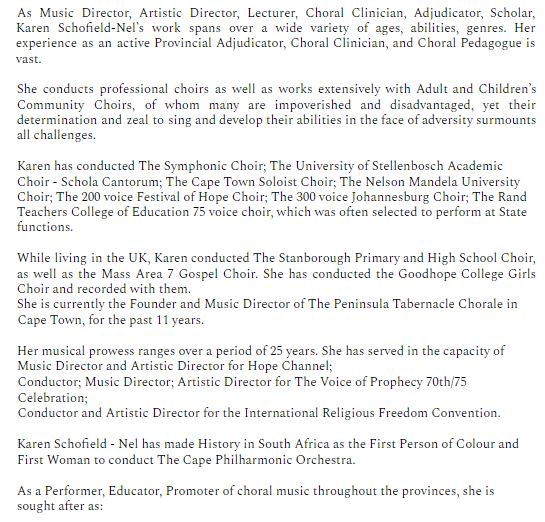 As Music Director, Artistic Director, Lecturer, Choral Clinician, Adjudicator, Scholar,
Karen Schofield-Nel's work spans over a wide variety of ages, abilities, genres. Her
experience as an active Provincial Adjudicator, Choral Clinician, and Choral Pedagogue is
vast.
She conducts professional choirs as well as works extensively with Adult and Children's
Community Choirs, of whom many are impoverished and disadvantaged, yet their
determination and zeal to sing and develop their abilities in the face of adversity surmounts
all challenges.
Karen has conducted The Symphonic Choir; The University of Stellenbosch Academic
Choir - Schola Cantorum; The Cape Town Soloist Choir; The Nelson Mandela University
Choir; The 200 voice Festival of Hope Choir; The 300 voice Johannesburg Choir; The Rand
Teachers College of Education 75 voice choir, which was often selected to perform at State
functions.
While living in the UK, Karen conducted The Stanborough Primary and High School Choir,
as well as the Mass Area 7 Gospel Choir. She has conducted the Goodhope College Girls
Choir and recorded with them.
She is currently the Founder and Music Director of The Peninsula Tabernacle Chorale in
Cape Town, for the past 11 years.
Her musical prowess ranges over a period of 25 years. She has served in the capacity of
Music Director and Artistic Director for Hope Channel;
Conductor; Music Director; Artistic Director for The Voice of Prophecy 70th/75
Celebration;
Conductor and Artistic Director for the International Religious Freedom Convention.
Karen Schofield - Nel has made History in South Africa as the First Person of Colour and
First Woman to conduct The Cape Philharmonic Orchestra.
As a Performer, Educator, Promoter of choral music throughout the provinces, she is
sought after as: